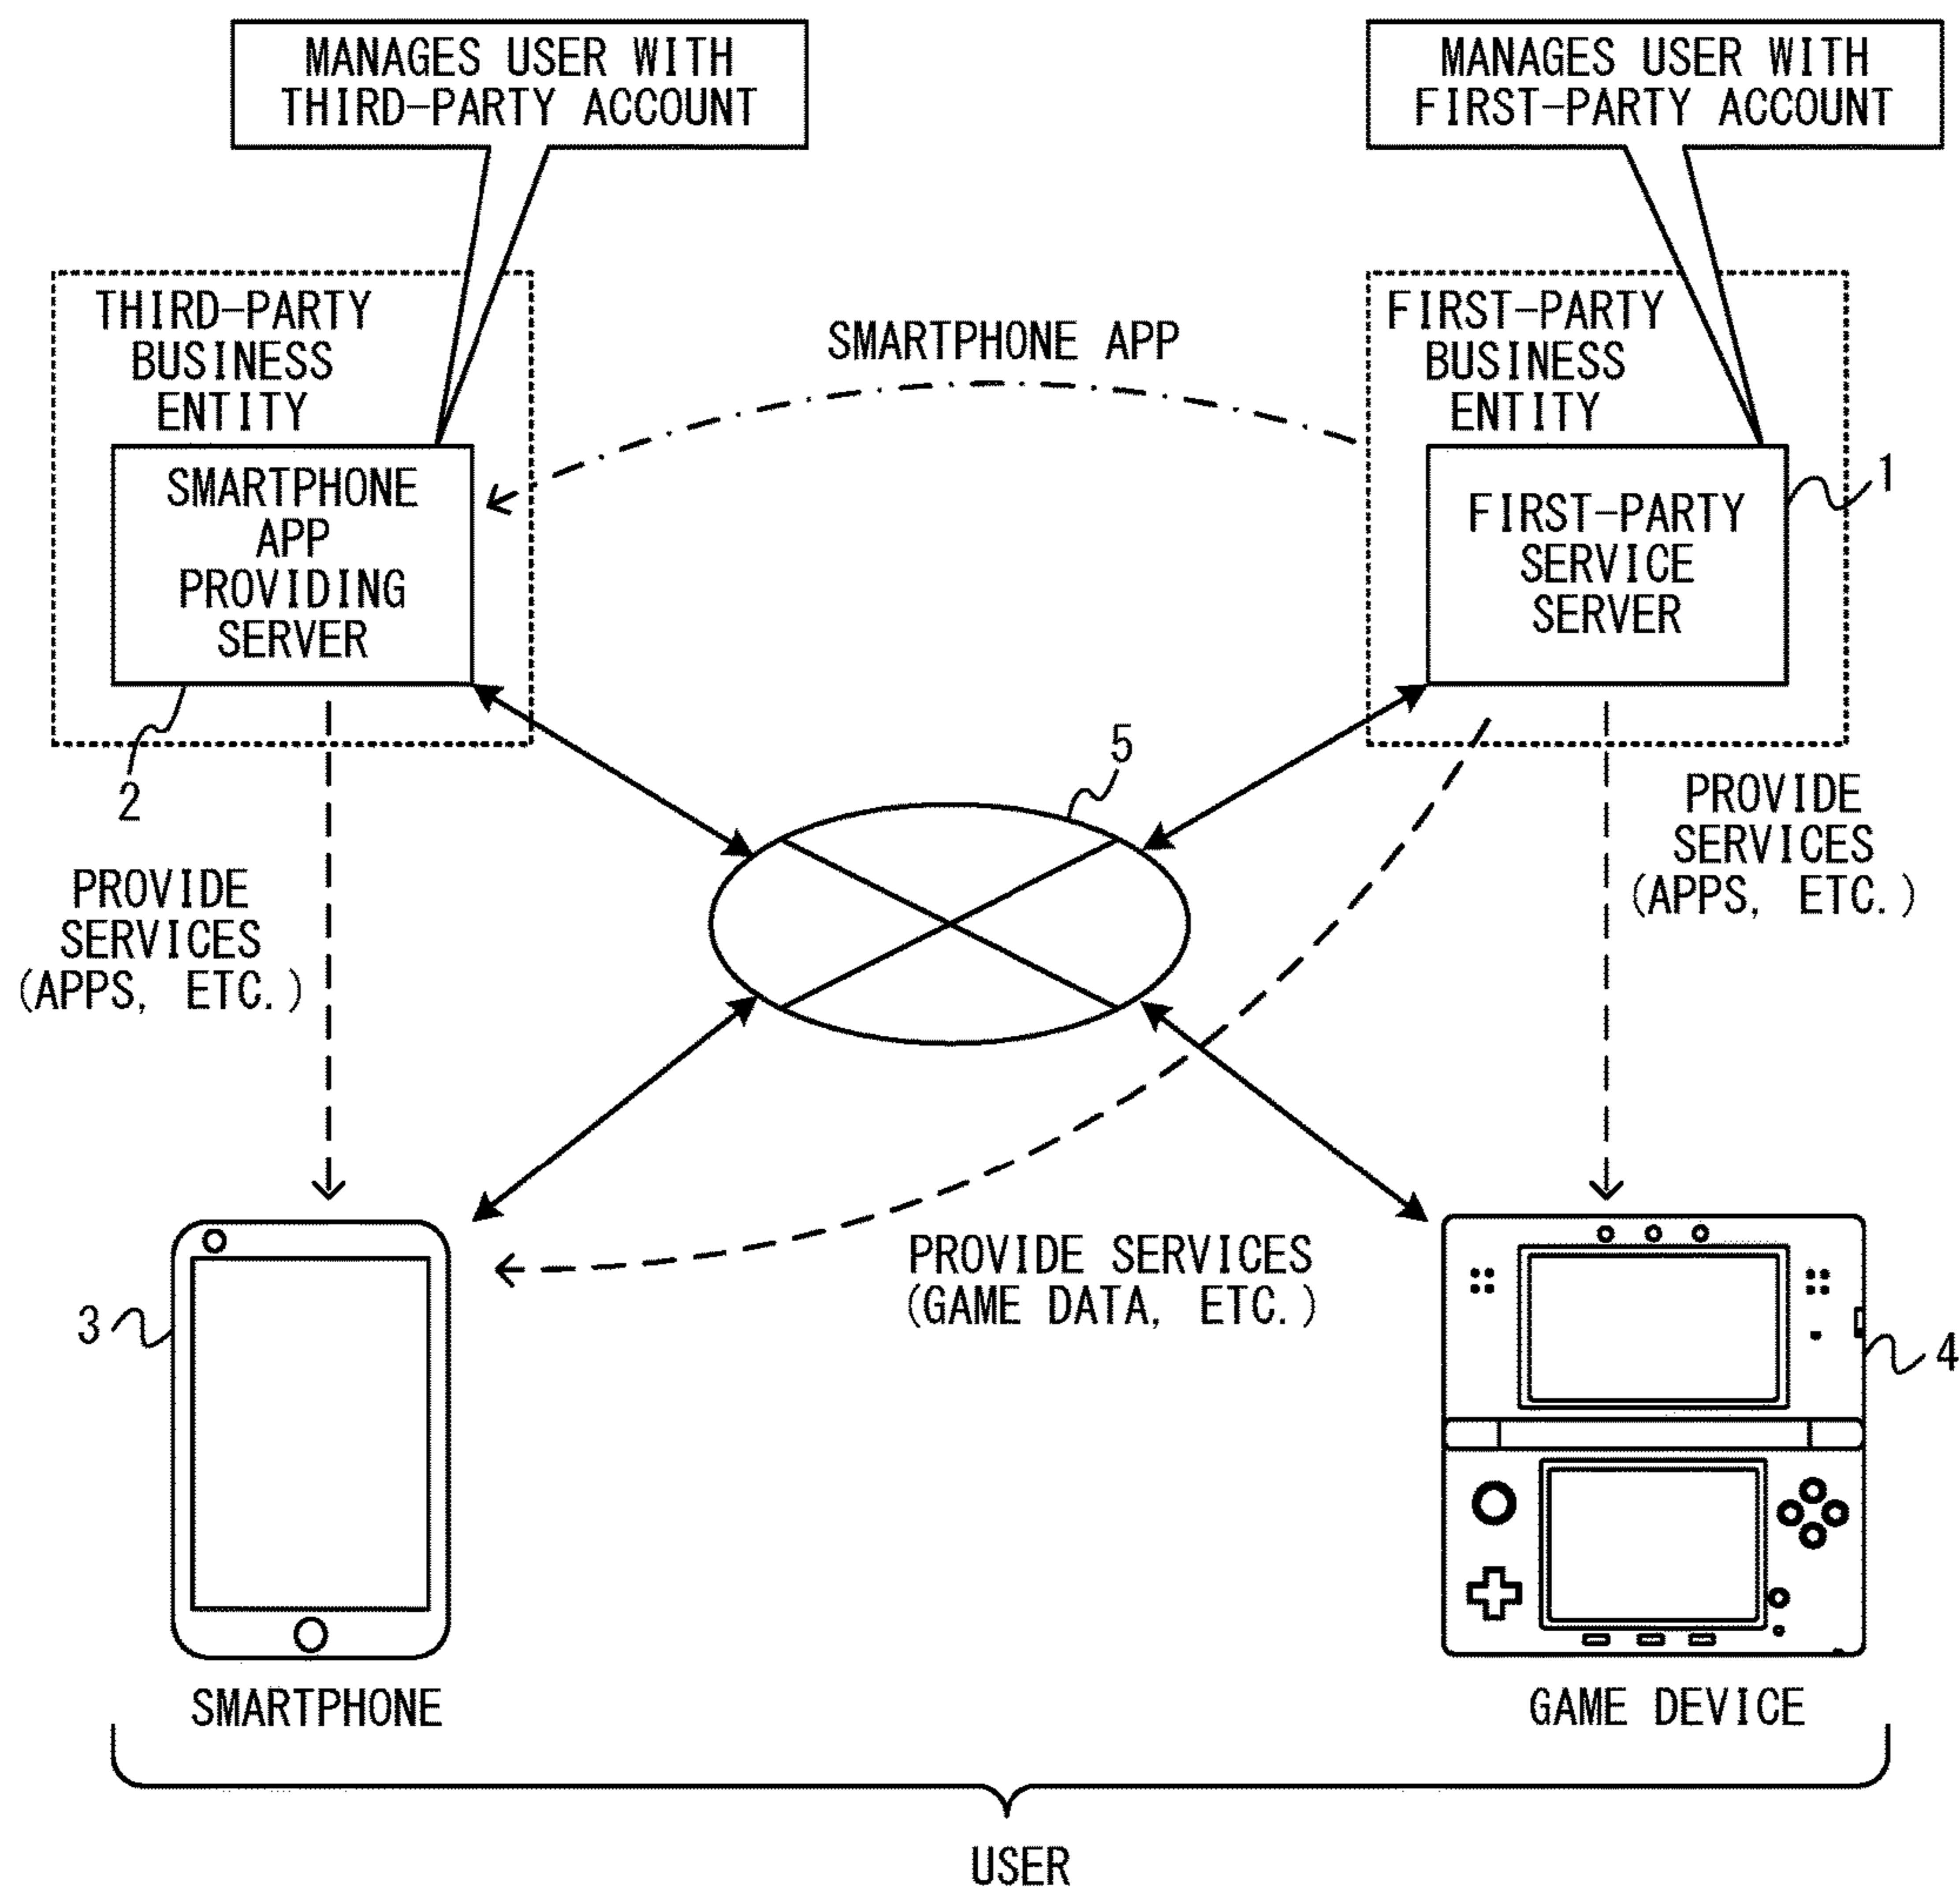 MANAGES USER WITH
THIRD-PARTY ACCOUNT
MANAGES USER WITH
FIRST-PARTY ACCOUNT
THIRD-PARTY
BUSINESS
ENTITY
SMARTPHONE APP
FIRST-PARTY
BUSINESS
ENTITY
SMARTPHONE
APP
PROVIDING
SERVER
FIRST-PARTY
SERVICE
SERVER
1
2
5
PROVIDE
SERVICES
(APPS, ETC.)
PROVIDE
SERVICES
(APPS, ETC.)
PROVIDE SERVICES
(GAME DATA, ETC.)
3
4
SMARTPHONE
GAME DEVICE
USER